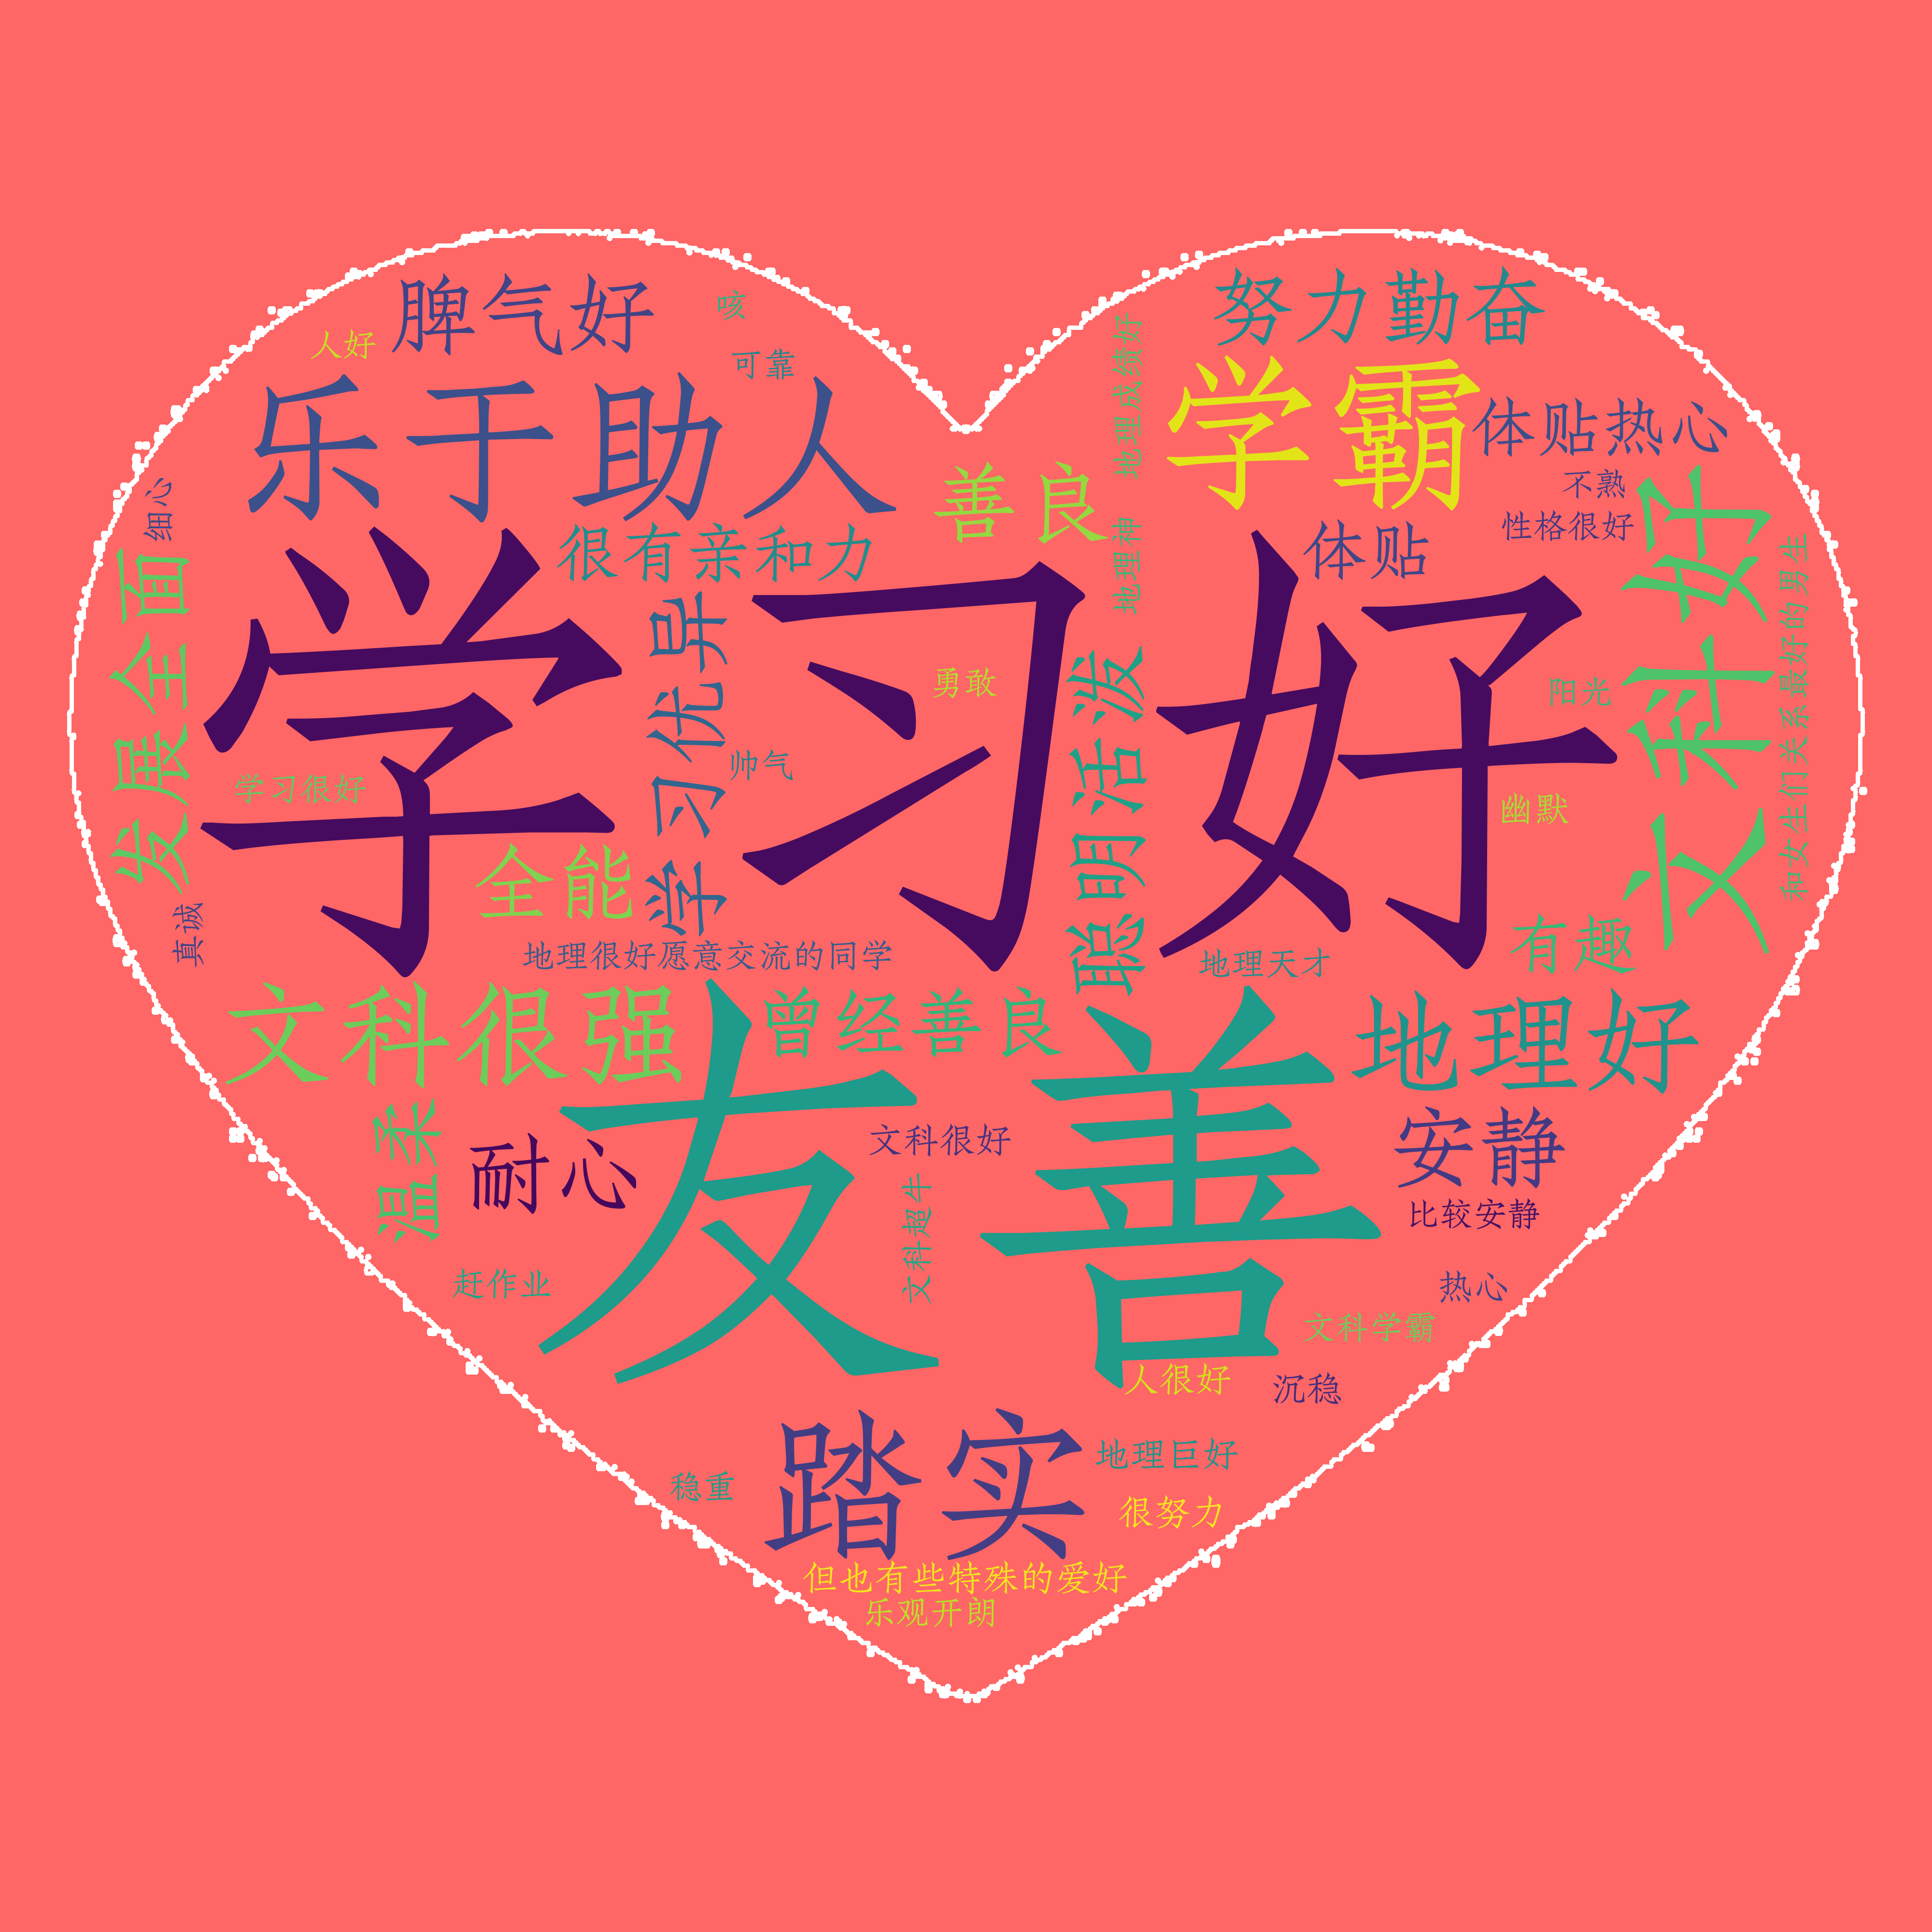 脾气好
咳
努力勤奋
人好
可靠
地理成绩好
学霸
乐于助人
体贴热心
善良
不熟
细心
性格很好
很有亲和力
地理神
体贴
文科好
和女生们关系最好的男生
发展全面
学习好
学习优异
勇敢
聪明活泼
阳光
帅气
学习很好
幽默
全能
真诚
有趣
地理很好愿意交流的同学
地理天才
文科很强
曾经善良
友善
地理好
温柔
耐心
文科很好
安静
文科超牛
比较安静
赶作业
热心
文科学霸
人很好
沉稳
踏实
地理巨好
稳重
很努力
但也有些特殊的爱好
乐观开朗